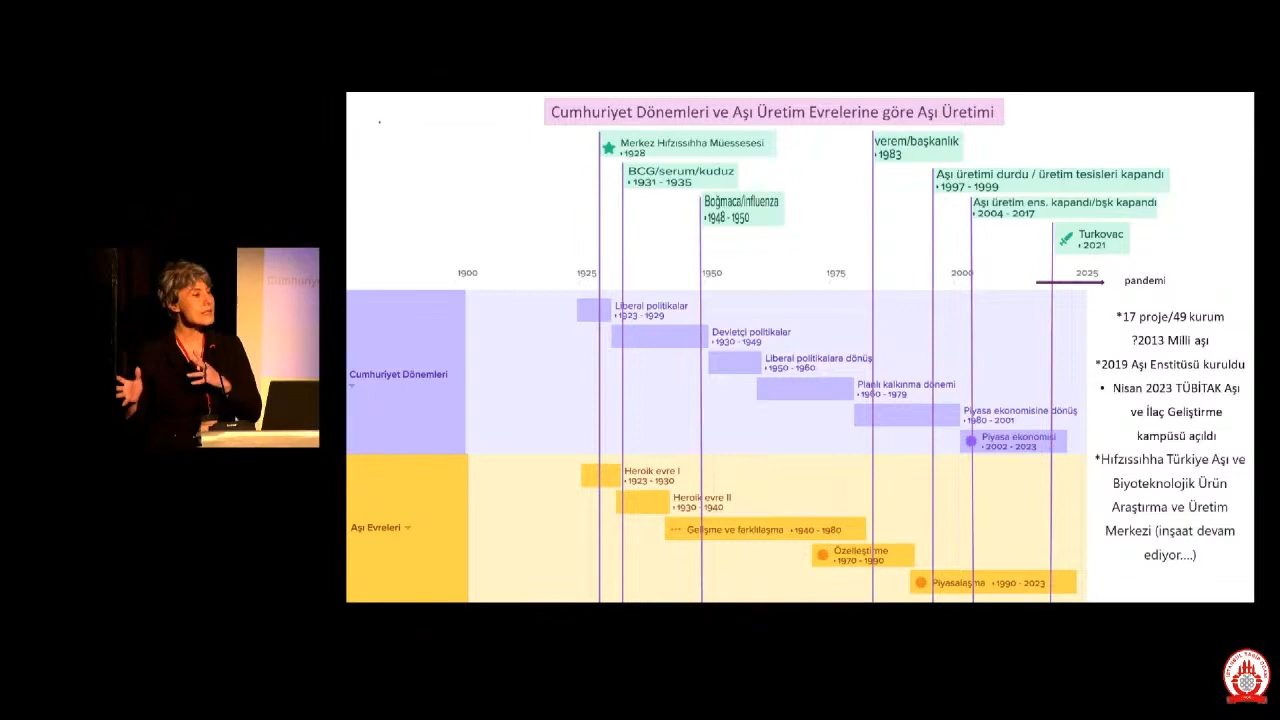 Cumhuriyet Dönemleri ve Aşı Üretim Evrelerine göre Aşı Üretimi
Merkez Hıfzıssıhha Müessesesi
•1928
BCG/serum/kuduz
•1931 - 1935
Boğmaca/influenza
•1948 - 1950
verem/başkanlık
•1983
Aşı üretimi durdu / üretim tesisleri kapandı
•1997 - 1999
Aşı üretim ens. kapandı/bşk kapandı
•2004 - 2017
Turkovac
•2021
1900
1925
1950
1975
2000
2025
pandemi
Cumhuriyet Dönemleri
Liberal politikalar
•1923 - 1929
Devletçi politikalar
•1930 - 1949
Liberal politikalara dönüş
•1950 - 1960
Planlı kalkınma dönemi
•1960 - 1979
Piyasa ekonomisine dönüş
•1980 - 2001
Piyasa ekonomisi
•2002 - 2023
Aşı Evreleri
Heroik evre I
•1923 - 1930
Heroik evre II
•1930 - 1940
Gelişme ve farklılaşma •1940 - 1980
Özelleştirme
•1970 - 1990
Piyasalaşma •1990 - 2023
*17 proje/49 kurum
?2013 Milli aşı
*2019 Aşı Enstitüsü kuruldu
• Nisan 2023 TÜBİTAK Aşı
ve İlaç Geliştirme
kampüsü açıldı
*Hıfzıssıhha Türkiye Aşı ve
Biyoteknolojik Ürün
Araştırma ve Üretim
Merkezi (inşaat devam
ediyor....)
İSTANBUL TABİP ODASI